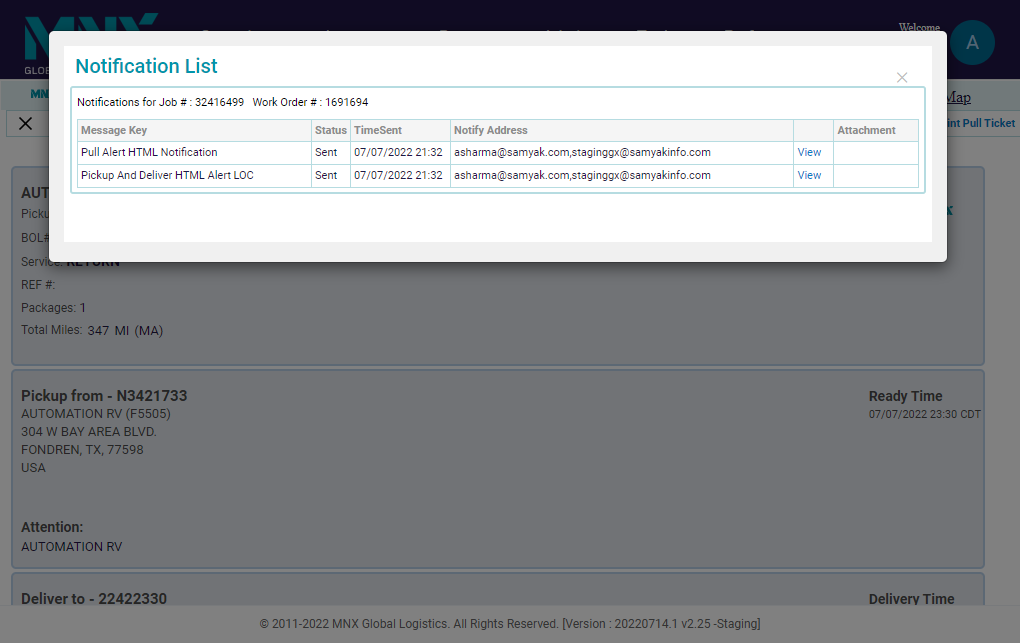 MNX
Welcome
A
GLOB
MN
Map
Notification List
Notifications for Job # : 32416499 Work Order # : 1691694
Message Key Status TimeSent Notify Address Attachment
Pull Alert HTML Notification Sent 07/07/2022 21:32 asharma@samyak.com,staginggx@samyakinfo.com View
Pickup And Deliver HTML Alert LOC Sent 07/07/2022 21:32 asharma@samyak.com,staginggx@samyakinfo.com View
int Pull Ticket
AUT
Picku
BOL#
Service: RETURN
REF #:
Packages: 1
Total Miles: 347 MI (MA)
Pickup from - N3421733
AUTOMATION RV (F5505)
304 W BAY AREA BLVD.
FONDREN, TX, 77598
USA
Ready Time
07/07/2022 23:30 CDT
Attention:
AUTOMATION RV
Deliver to - 22422330
Delivery Time
© 2011-2022 MNX Global Logistics. All Rights Reserved. [Version : 20220714.1 v2.25 -Staging]